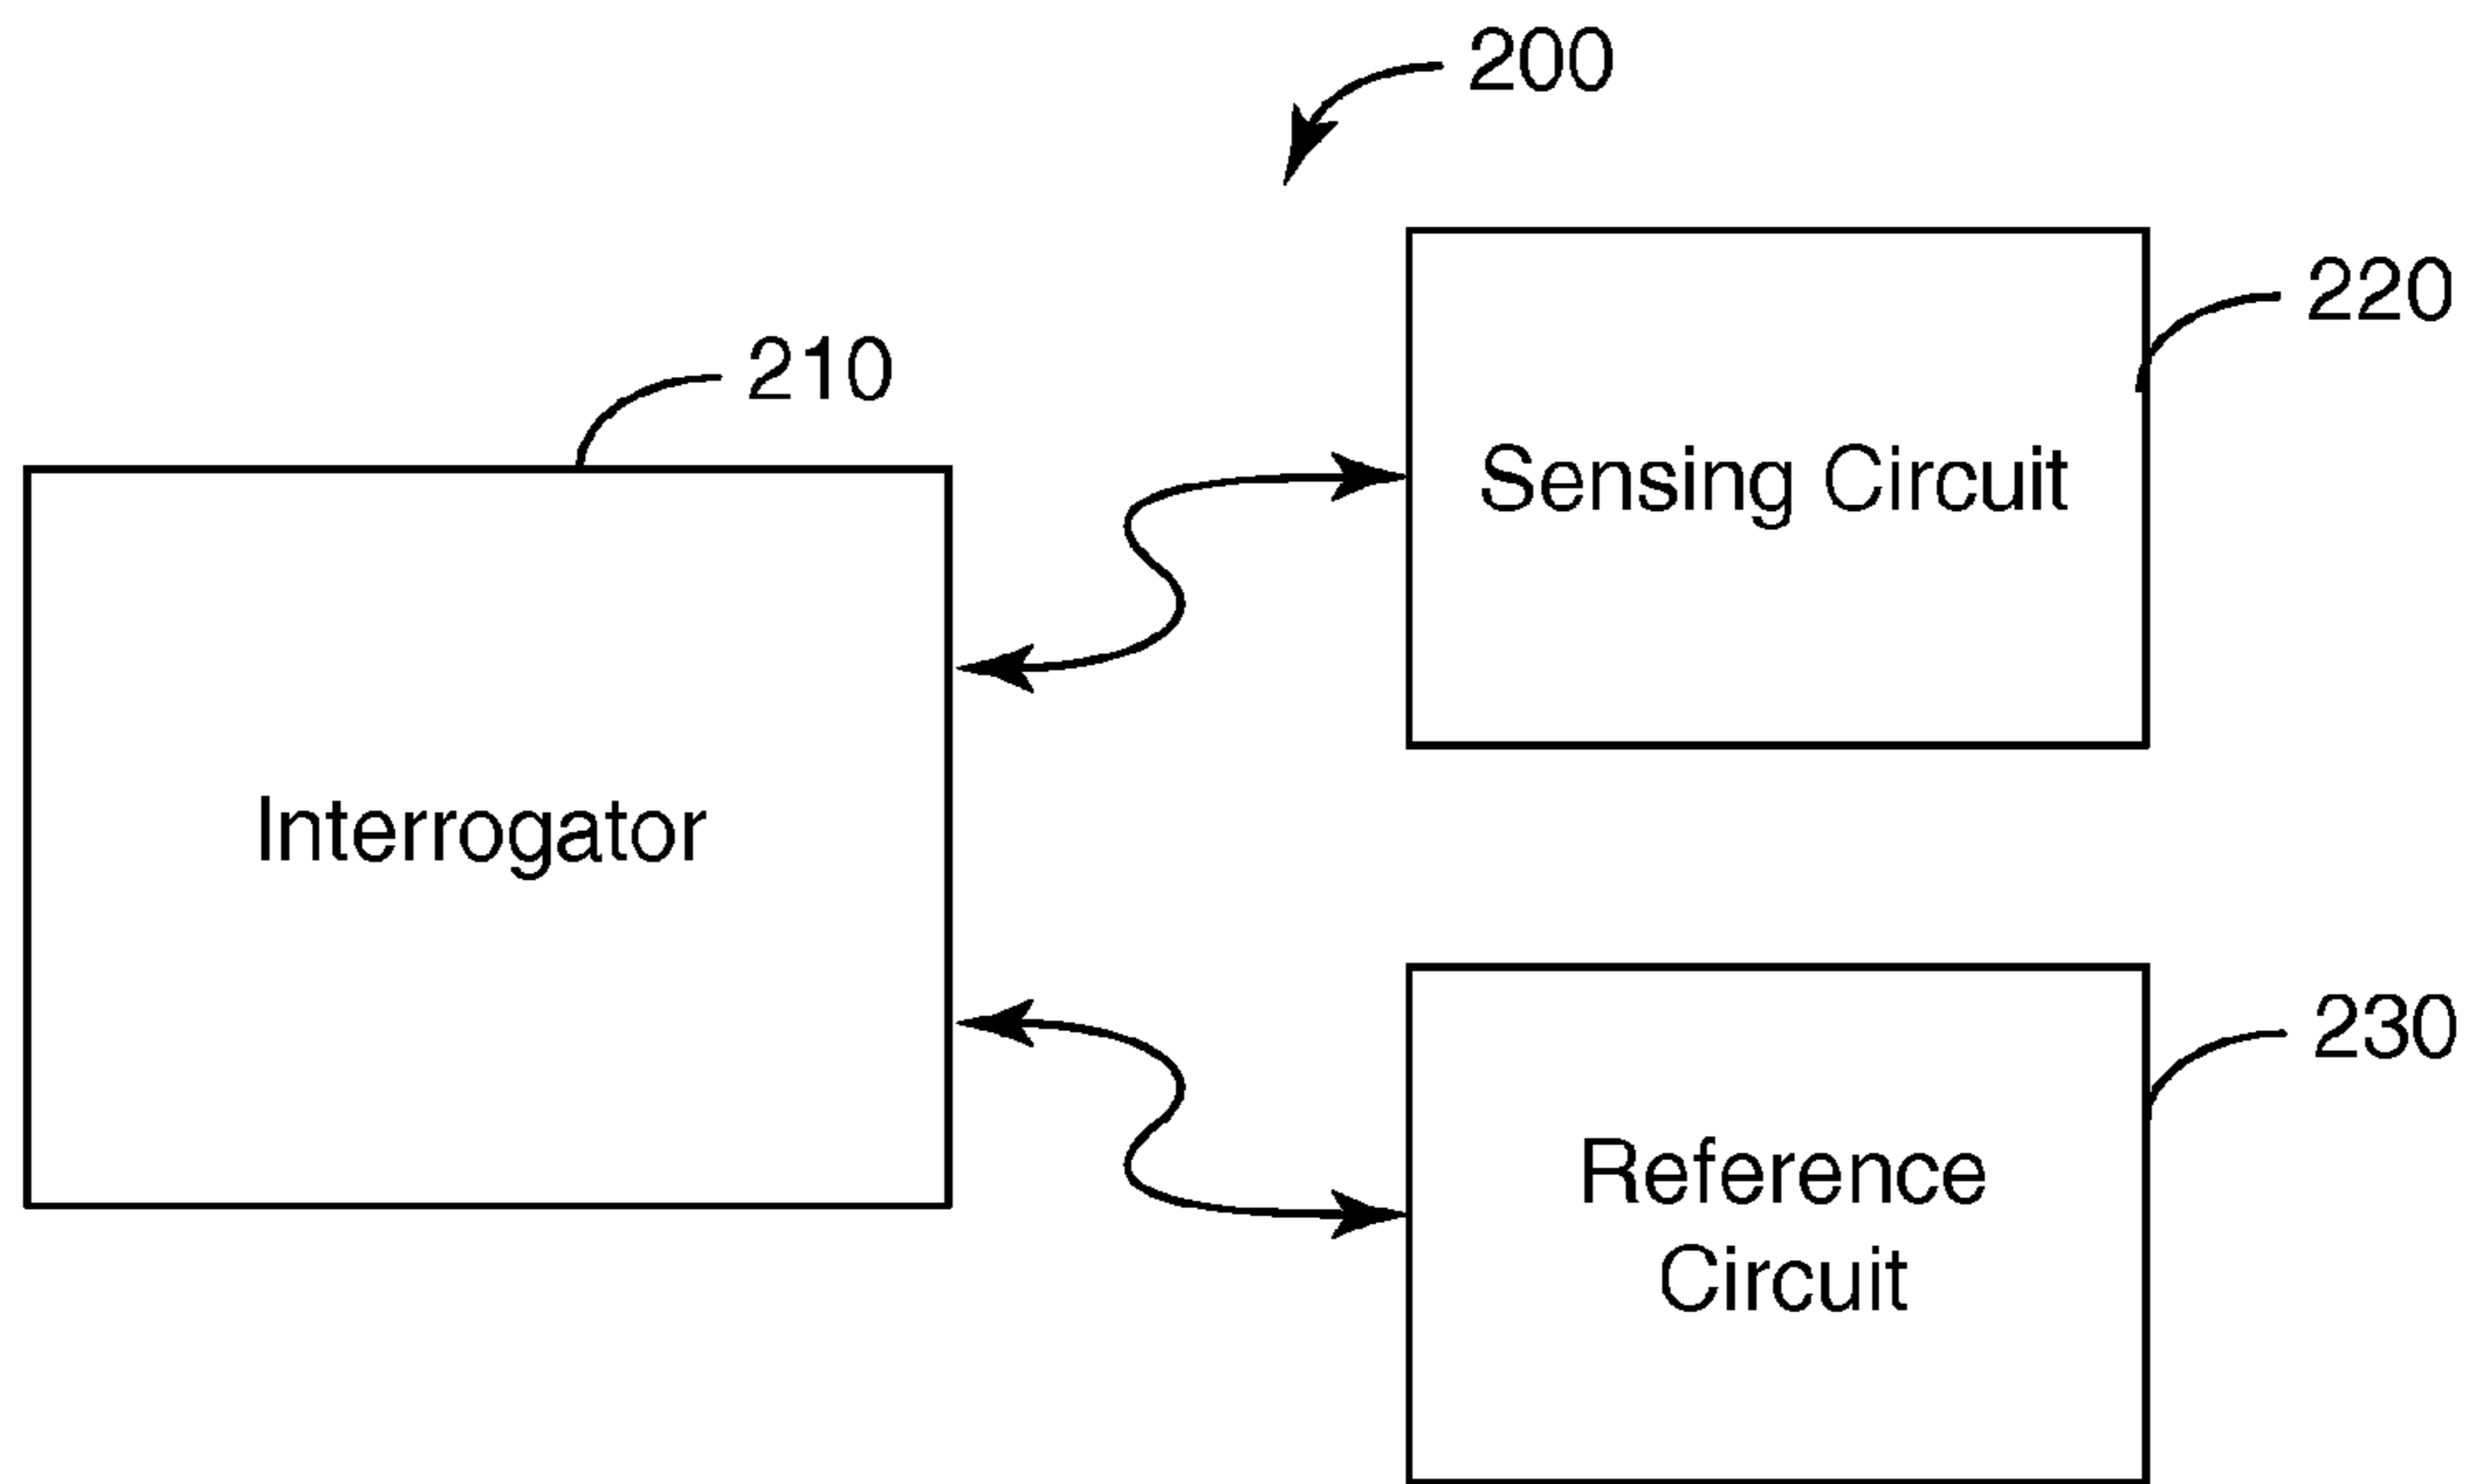 200
220
210
Sensing Circuit
Interrogator
230
Reference
Circuit